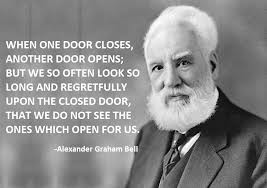 WHEN ONE DOOR CLOSES,
ANOTHER DOOR OPENS;
BUT WE SO OFTEN LOOK SO
LONG AND REGRETFULLY
UPON THE CLOSED DOOR,
THAT WE DO NOT SEE THE
ONES WHICH OPEN FOR US.
-Alexander Graham Bell